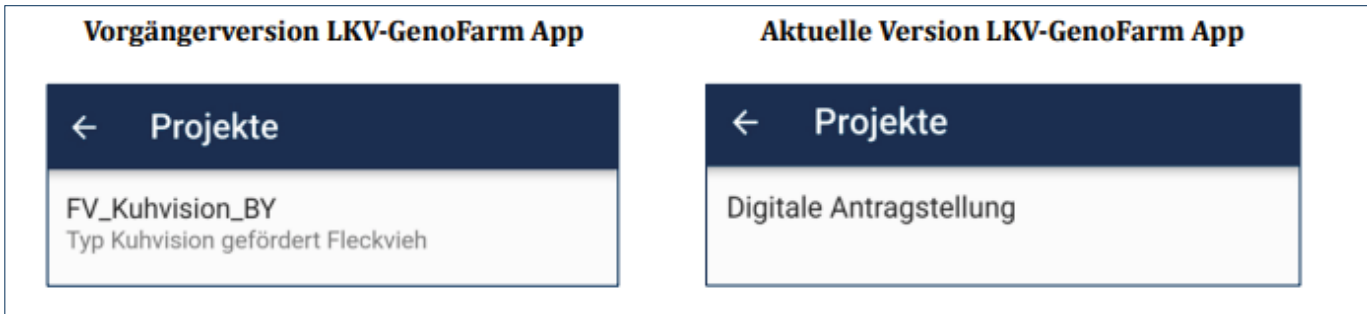 Vorgängerversion LKV-GenoFarm App
← Projekte
FV_Kuhvision_BY
Typ Kuhvision gefördert Fleckvieh
Aktuelle Version LKV-GenoFarm App
← Projekte
Digitale Antragstellung